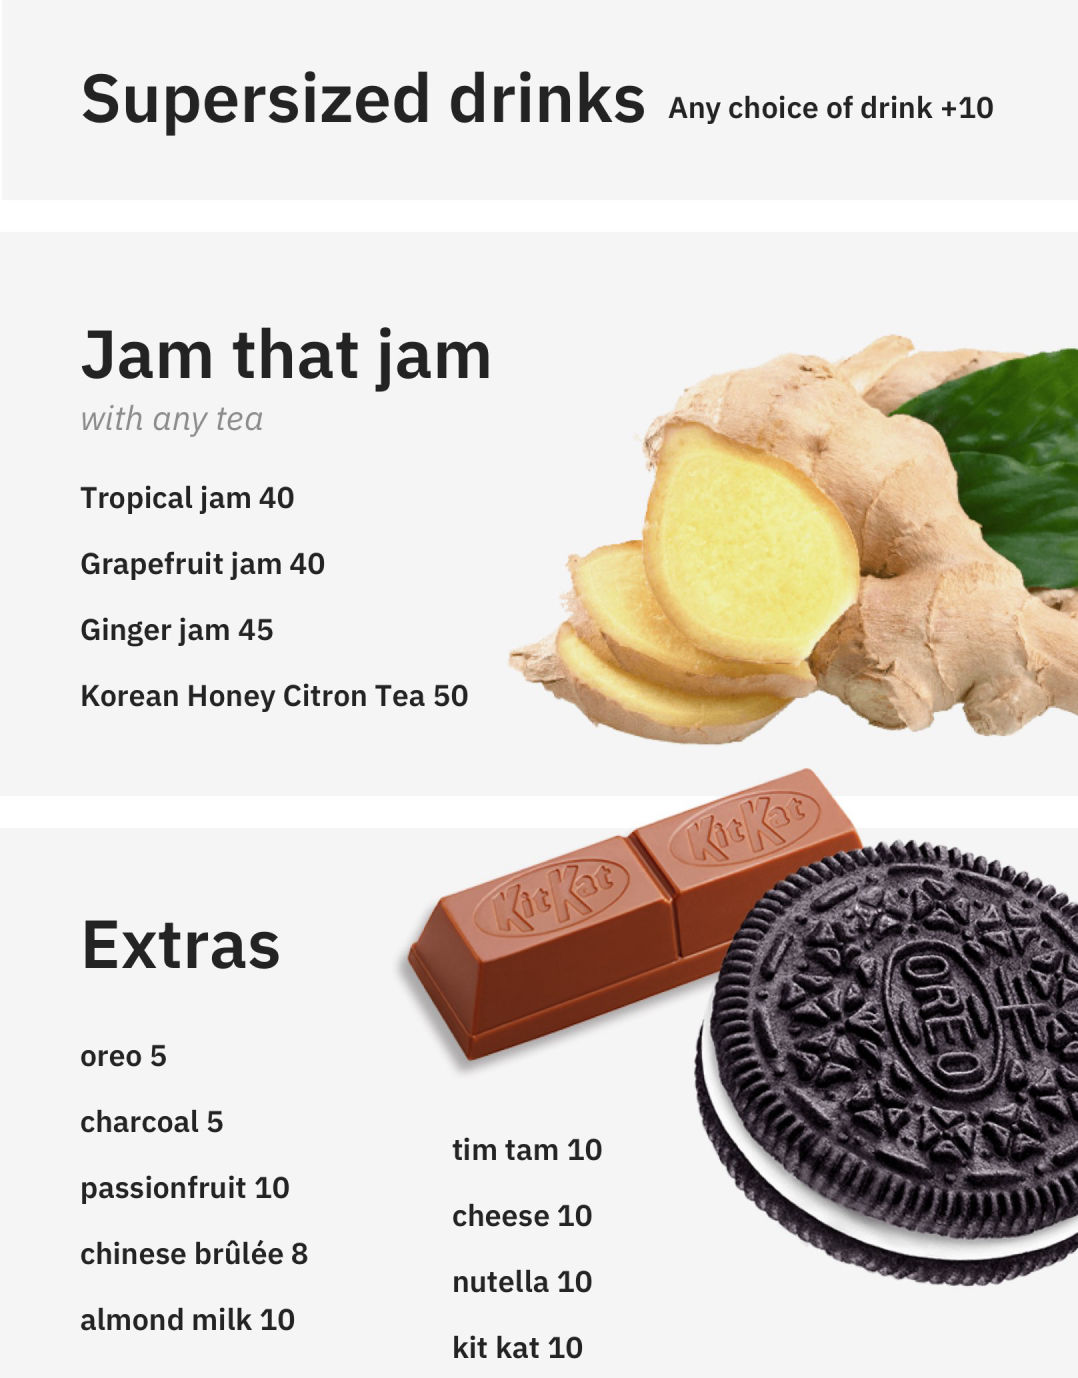 Supersized drinks Any choice of drink +10
Jam that jam
with any tea
Tropical jam 40
Grapefruit jam 40
Ginger jam 45
Korean Honey Citron Tea 50
KitKat KitKat
Extras
OREO
oreo 5
charcoal 5
passionfruit 10
chinese brûlée 8
almond milk 10
tim tam 10
cheese 10
nutella 10
kit kat 10